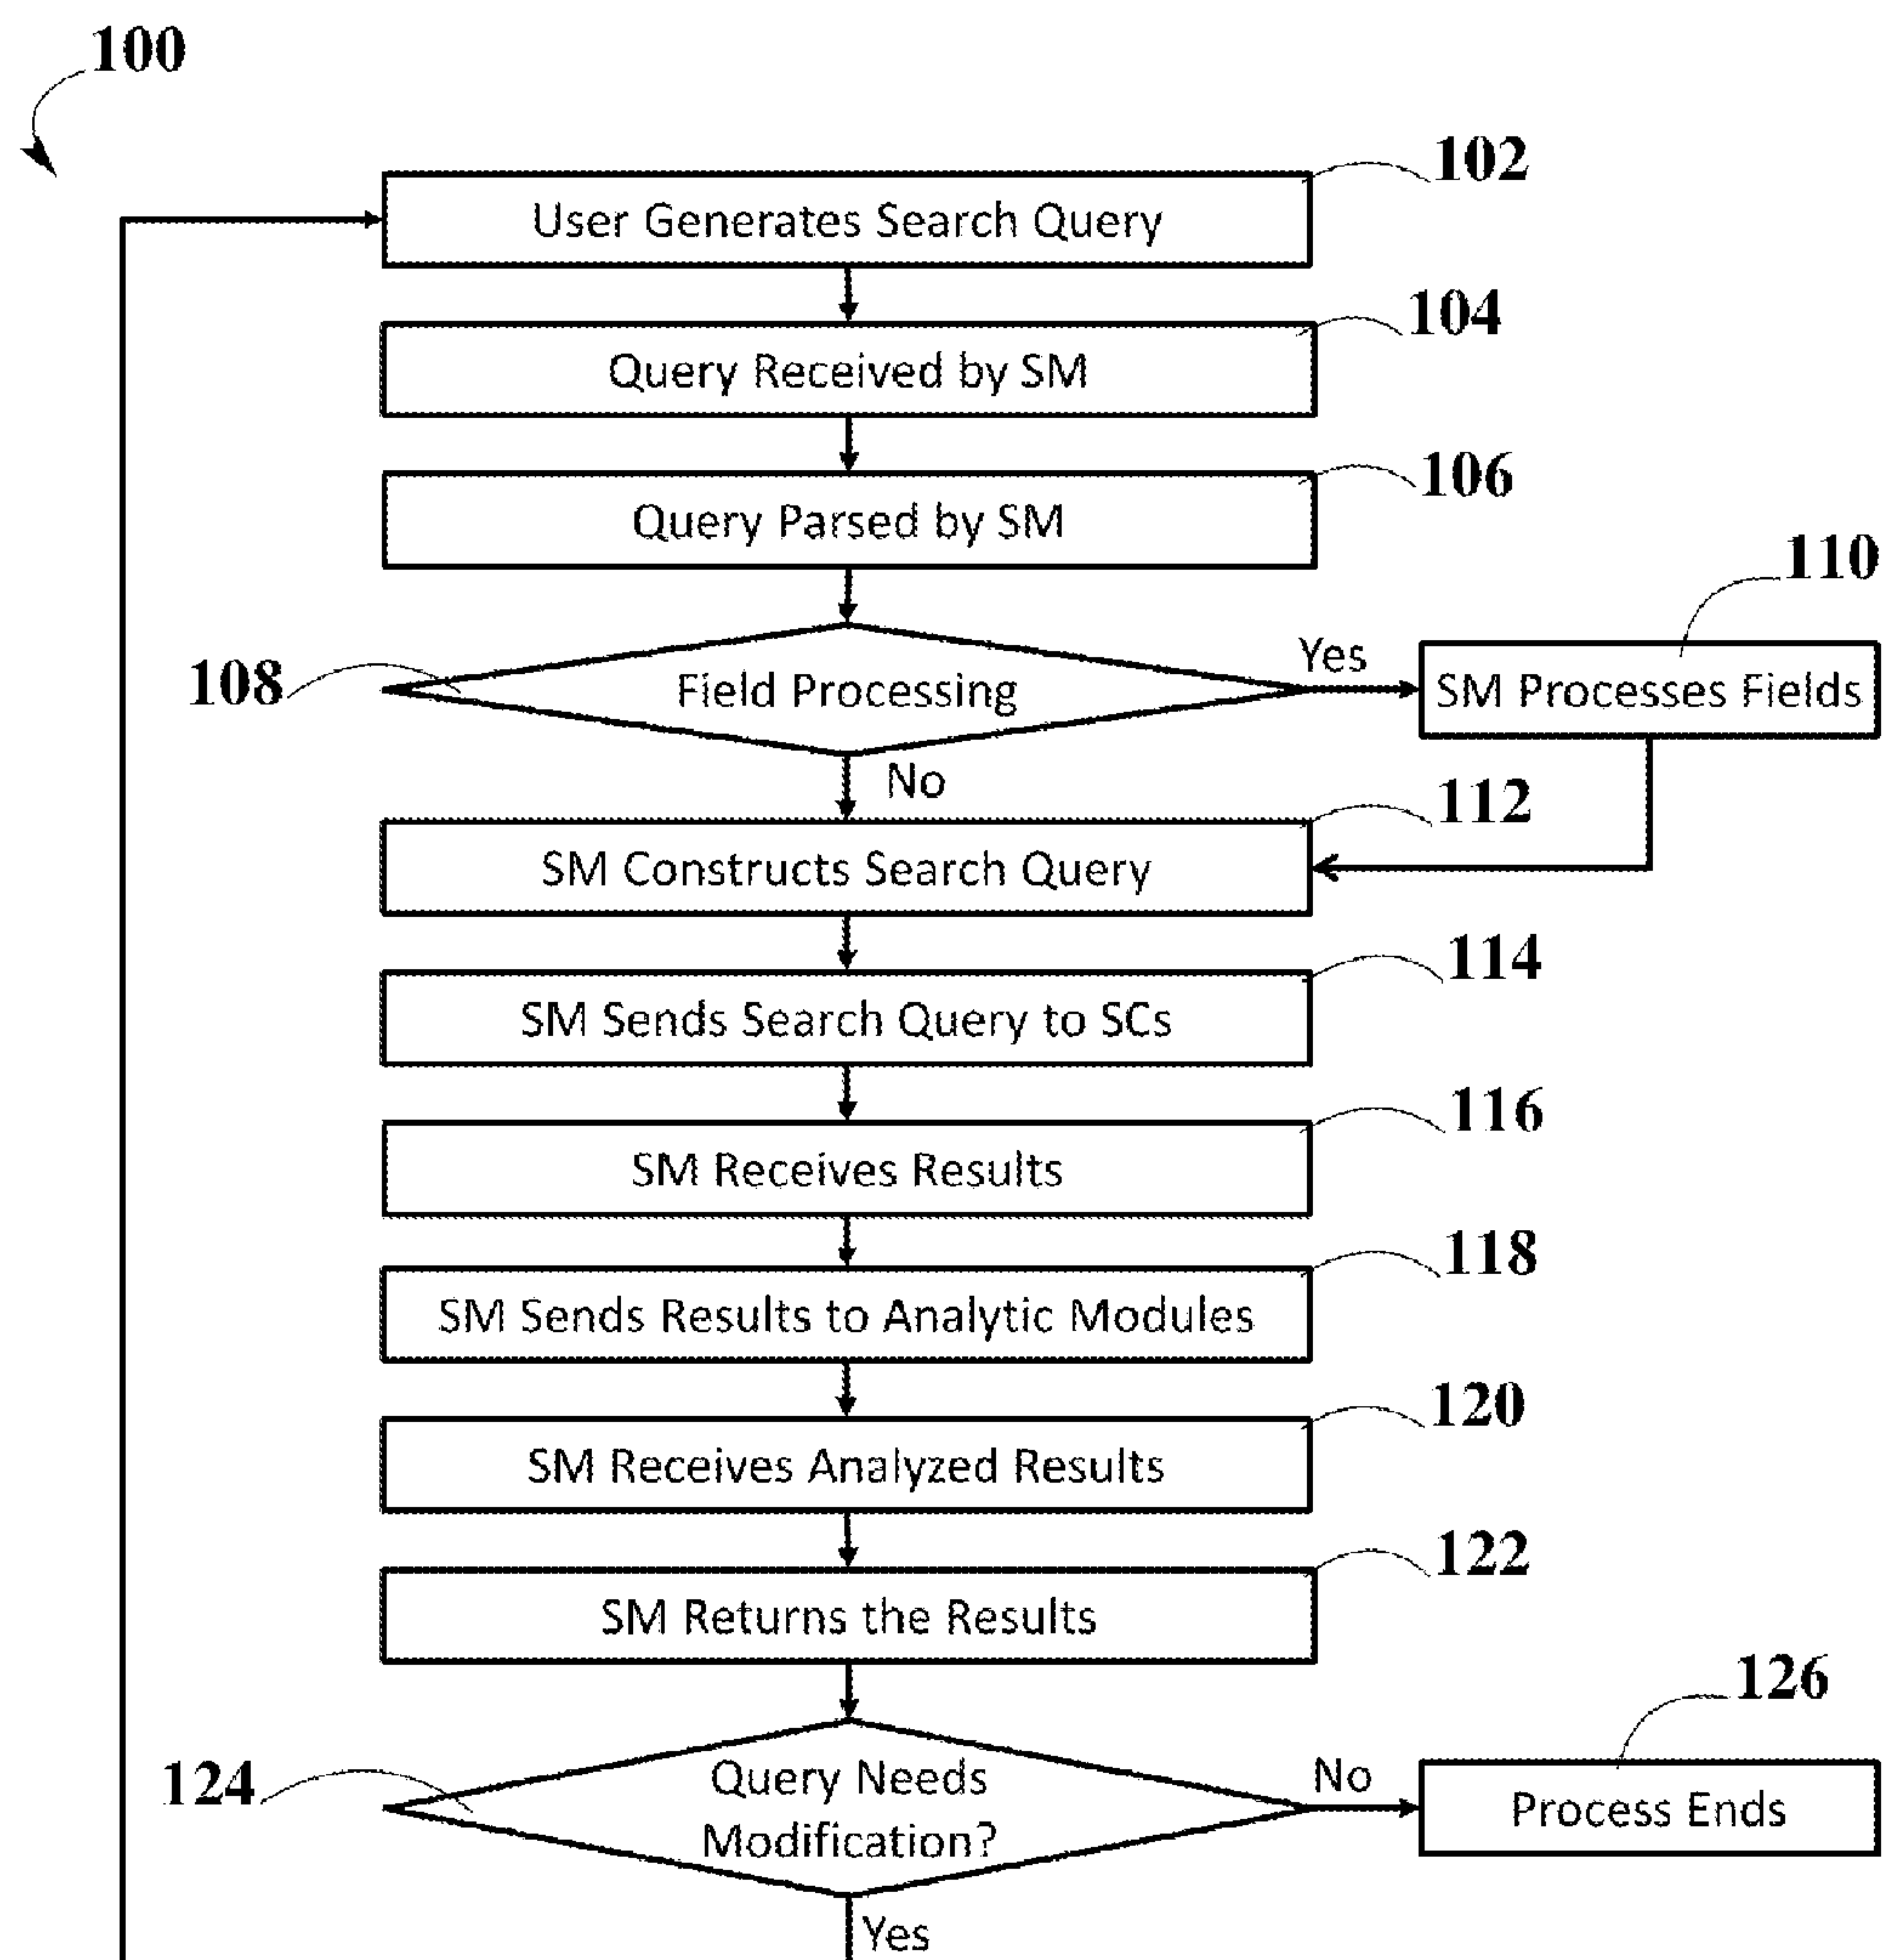 100
102
User Generates Search Query
104
Query Received by SM
106
Query Parsed by SM
110
108
Field Processing
Yes
SM Processes Fields
No
112
SM Constructs Search Query
114
SM Sends Search Query to SCs
116
SM Receives Results
118
SM Sends Results to Analytic Modules
120
SM Receives Analyzed Results
122
SM Returns the Results
126
124
Query Needs
Modification?
No
Process Ends
Yes